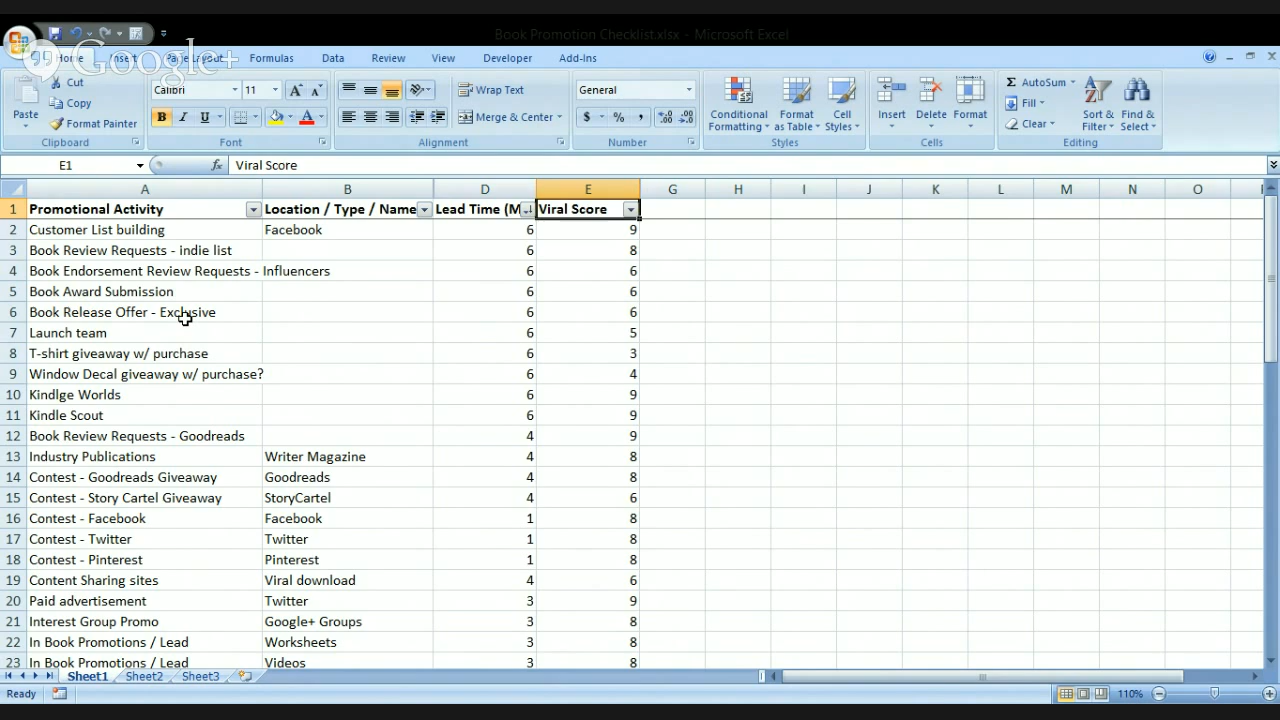 Book Promotion Checklist.xlsx - Microsoft Excel
Google+
Home Insert Page Layout Formulas Data Review View Developer Add-Ins
Cut Calibri 11 Wrap Text General AutoSum
Copy Fill
Paste Format Painter Merge & Center Conditional Formatting Format as Table Cell Styles Insert Delete Format Clear Sort & Filter Find & Select
Clipboard Font Alignment Number Styles Cells Editing
E1 fx Viral Score
A B D E G H I J K L M N O
1 Promotional Activity Location / Type / Name Lead Time (M Viral Score
2 Customer List building Facebook 6 9
3 Book Review Requests - indie list 6 8
4 Book Endorsement Review Requests - Influencers 6 6
5 Book Award Submission 6 6
6 Book Release Offer - Exclusive 6 6
7 Launch team 6 5
8 T-shirt giveaway w/ purchase 6 3
9 Window Decal giveaway w/ purchase? 6 4
10 Kindlge Worlds 6 9
11 Kindle Scout 6 9
12 Book Review Requests - Goodreads 4 9
13 Industry Publications Writer Magazine 4 8
14 Contest - Goodreads Giveaway Goodreads 4 8
15 Contest - Story Cartel Giveaway StoryCartel 4 6
16 Contest - Facebook Facebook 1 8
17 Contest - Twitter Twitter 1 8
18 Contest - Pinterest Pinterest 1 8
19 Content Sharing sites Viral download 4 6
20 Paid advertisement Twitter 3 9
21 Interest Group Promo Google+ Groups 3 8
22 In Book Promotions / Lead Worksheets 3 8
23 In Book Promotions / Lead Videos 3 8
Sheet1 Sheet2 Sheet3
Ready 110%